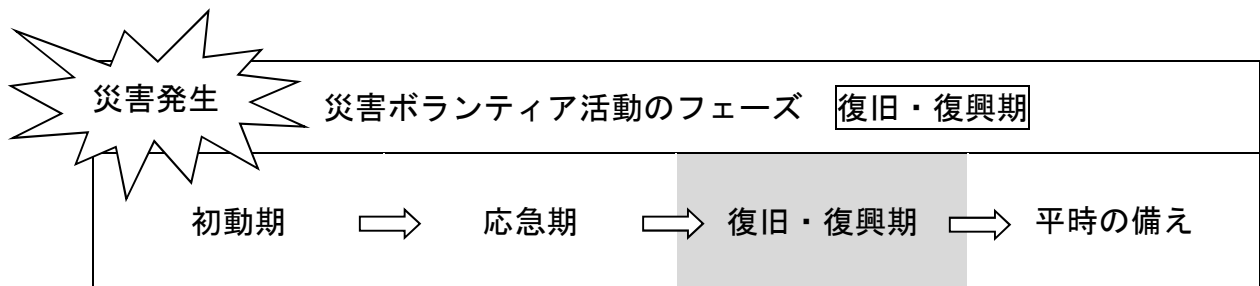 災害発生
災害ボランティア活動のフェーズ 復旧・復興期
初動期 ⇨ 応急期 ⇨ 復旧・復興期 ⇨ 平時の備え